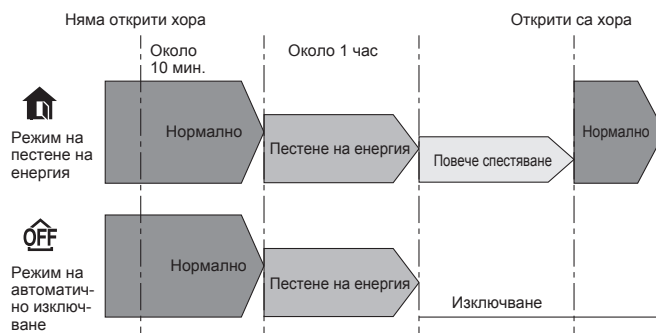 Няма открити хора
Открити са хора
Около
10 мин.
Около 1 час
Режим на
пестене на
енергия
Нормално
Пестене на енергия
Повече спестяване
Нормално
OFF
Режим на
автоматич-
но изключ-
ване
Нормално
Пестене на енергия
Изключване